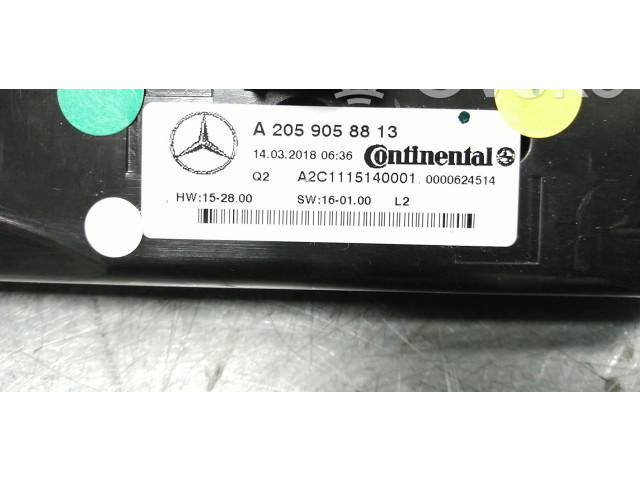 A 205 905 88 13
14.03.2018 06:36 Continental
Q2 A2C1115140001 0000624514
HW:15-28.00 SW:16-01.00 L2